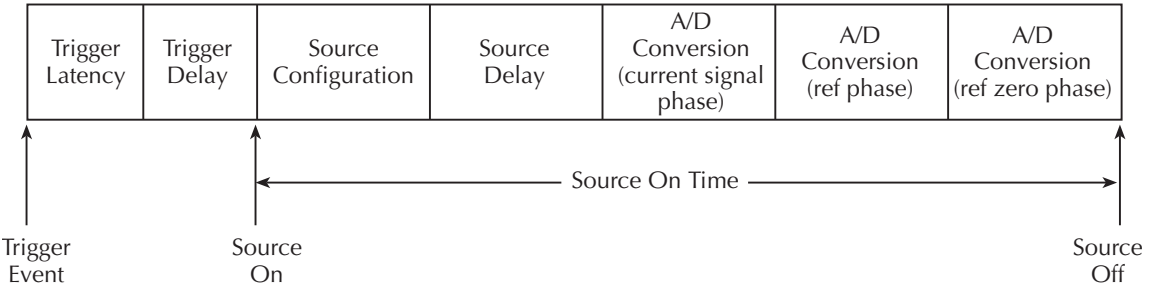 Trigger
Latency
Trigger
Delay
Source
Configuration
Source
Delay
A/D
Conversion
(current signal
phase)
A/D
Conversion
(ref phase)
A/D
Conversion
(ref zero phase)
Source On Time
Trigger
Event
Source
On
Source
Off